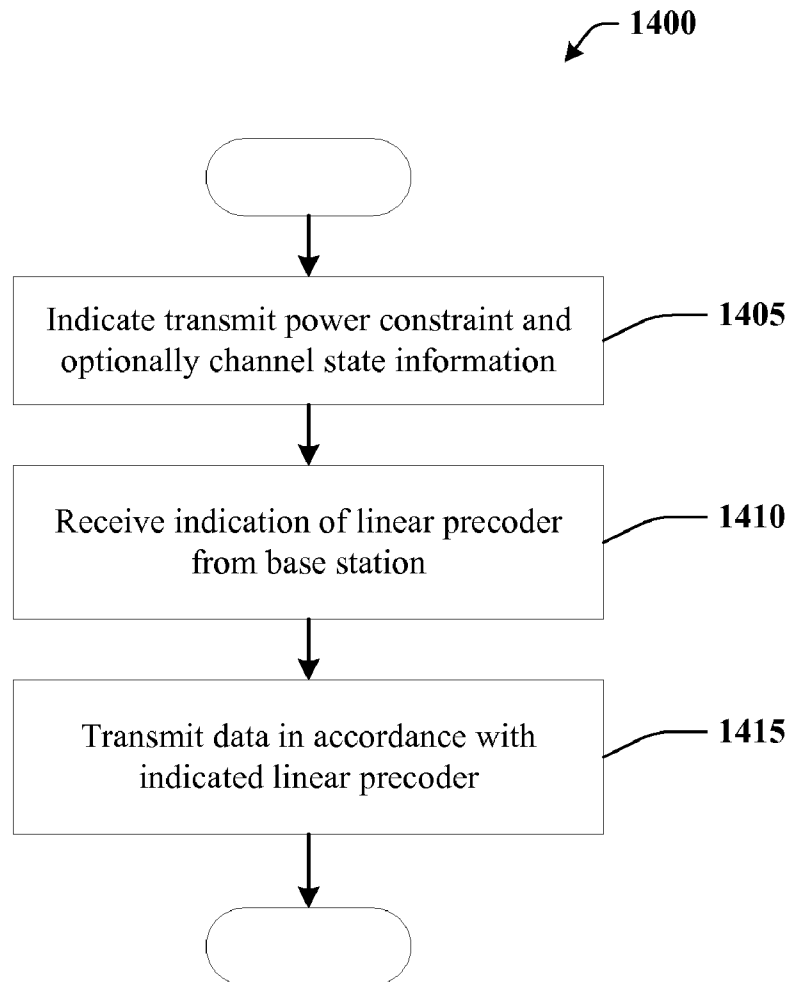 1400
Indicate transmit power constraint and
optionally channel state information
1405
Receive indication of linear precoder
from base station
1410
Transmit data in accordance with
indicated linear precoder
1415